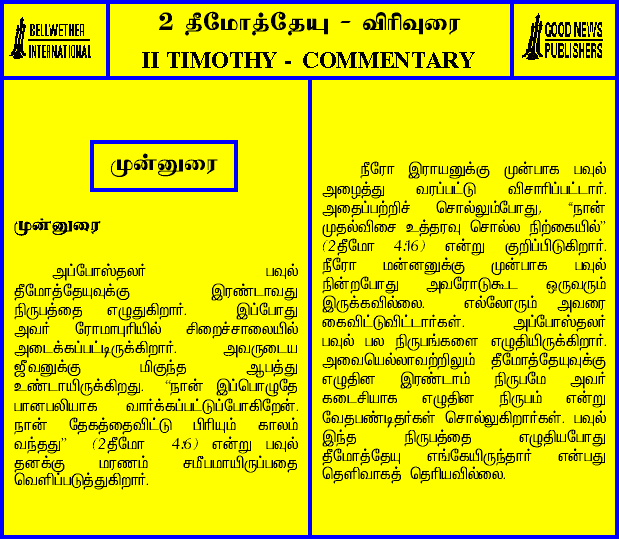 BELLWETHER
INTERNATIONAL
2 தீமோத்தேயு - விரிவுரை
II TIMOTHY - COMMENTARY
GOOD NEWS
PUBLISHERS
முன்னுரை
முன்னுரை
அப்போஸ்தலர் பவுல்
தீமோத்தேயுவுக்கு இரண்டாவது
நிருபத்தை எழுதுகிறார். இப்போது
அவர் ரோமாபுரியில் சிறைச்சாலையில்
அடைக்கப்பட்டிருக்கிறார். அவருடைய
ஜீவனுக்கு மிகுந்த ஆபத்து
உண்டாயிருக்கிறது. “நான் இப்பொழுதே
பானபலியாக வார்க்கப்பட்டுப்போகிறேன்.
நான் தேகத்தைவிட்டு பிரியும் காலம்
வந்தது” (2தீமோ 4:6) என்று பவுல்
தனக்கு மரணம் சமீபமாயிருப்பதை
வெளிப்படுத்துகிறார்.
நீரோ இராயனுக்கு முன்பாக பவுல்
அழைத்து வரப்பட்டு விசாரிப்பட்டார்.
அதைப்பற்றிச் சொல்லும்போது, “நான்
முதல்விசை உத்தரவு சொல்ல நிற்கையில்”
(2தீமோ 4:16) என்று குறிப்பிடுகிறார்.
நீரோ மன்னனுக்கு முன்பாக பவுல்
நின்றபோது அவரோடுகூட ஒருவரும்
இருக்கவில்லை. எல்லோரும் அவரை
கைவிட்டுவிட்டார்கள். அப்போஸ்தலர்
பவுல் பல நிருபங்களை எழுதியிருக்கிறார்.
அவையெல்லாவற்றிலும் தீமோத்தேயுவுக்கு
எழுதின இரண்டாம் நிருபமே அவர்
கடைசியாக எழுதின நிருபம் என்று
வேதபண்டிதர்கள் சொல்லுகிறார்கள். பவுல்
இந்த நிருபத்தை எழுதியபோது
தீமோத்தேயு எங்கேயிருந்தார் என்பது
தெளிவாகத் தெரியவில்லை.